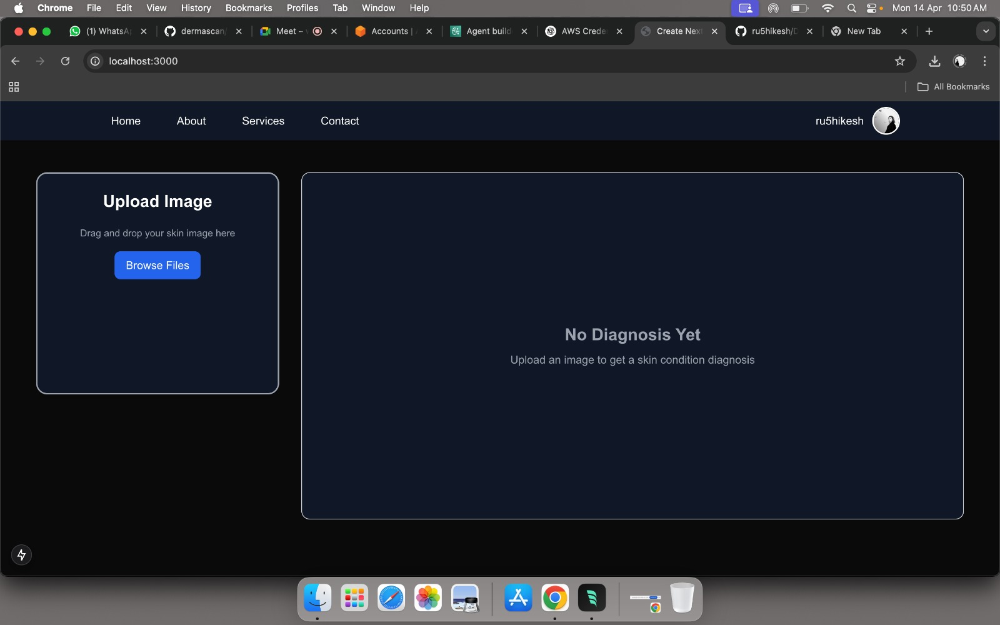 Chrome File Edit View History Bookmarks Profiles Tab Window Help Mon 14 Apr 10:50 AM
(1) WhatsA dermascan/ Meet – Accounts | Agent build AWS Crede Create Next ru5hikesh/D New Tab
localhost:3000
All Bookmarks
Home About Services Contact ru5hikesh
Upload Image
Drag and drop your skin image here
Browse Files
No Diagnosis Yet
Upload an image to get a skin condition diagnosis